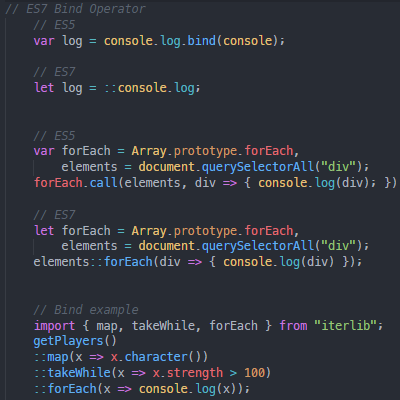 // ES7 Bind Operator
// ES5
var log = console.log.bind(console);
// ES7
let log = ::console.log;
// ES5
var forEach = Array.prototype.forEach,
elements = document.querySelectorAll("div");
forEach.call(elements, div => { console.log(div); })
// ES7
let forEach = Array.prototype.forEach,
elements = document.querySelectorAll("div");
elements::forEach(div => { console.log(div) });
// Bind example
import { map, takeWhile, forEach } from "iterlib";
getPlayers()
::map(x => x.character())
::takeWhile(x => x.strength > 100)
::forEach(x => console.log(x));